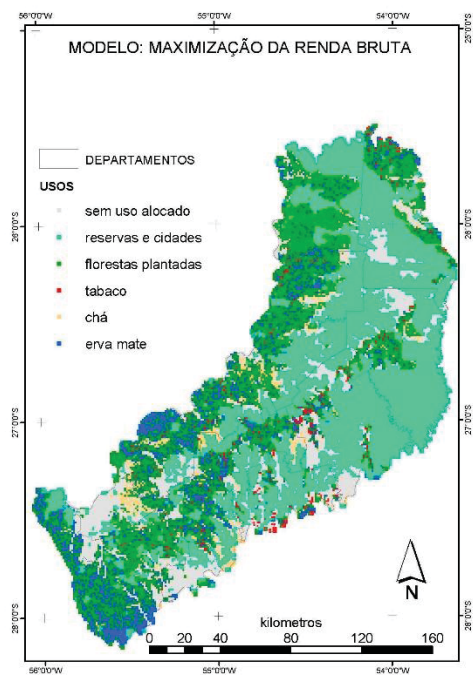 56°0'0"W 55°0'0"W 54°0'0"W
25°0'0"S
MODELO: MAXIMIZAÇÃO DA RENDA BRUTA
DEPARTAMENTOS
USOS
sem uso alocado
reservas e cidades
florestas plantadas
tabaco
chá
erva mate
26°0'0"S 26°0'0"S
27°0'0"S 27°0'0"S
28°0'0"S 28°0'0"S
N
kilometros
0 10 20 40 80 120 160
56°0'0"W 55°0'0"W 54°0'0"W